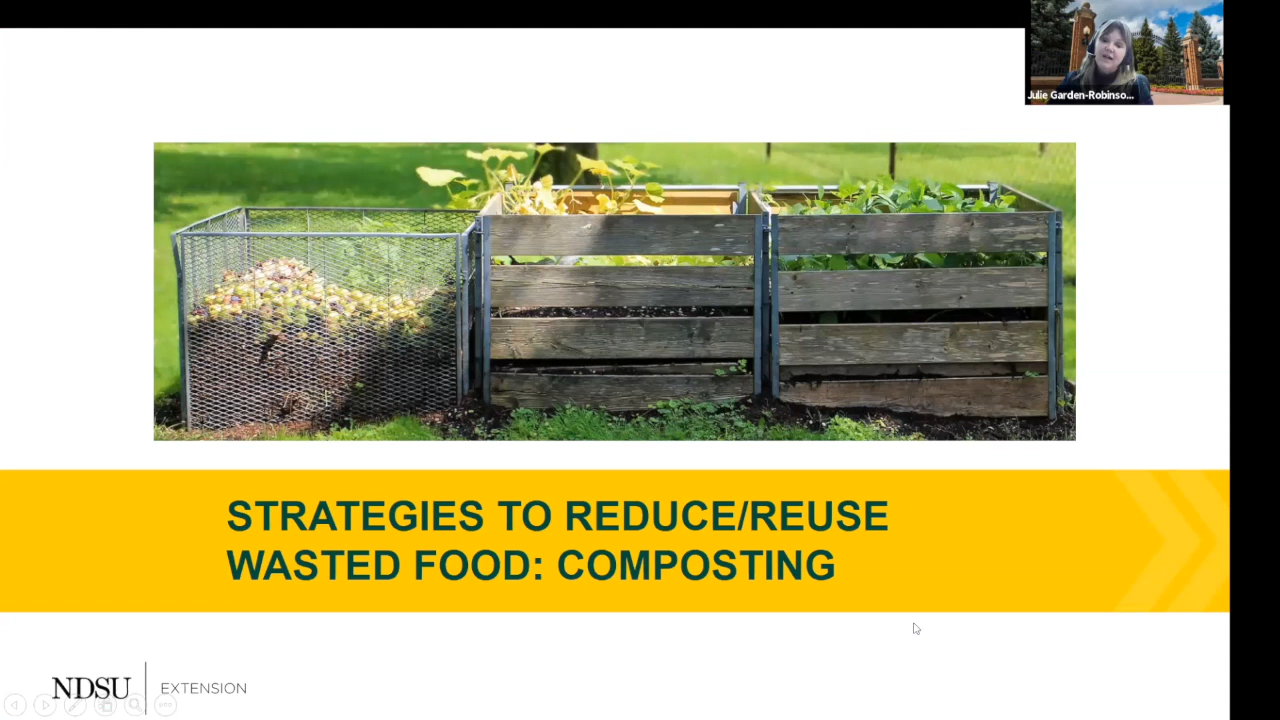 Julie Garden-Robinso...
STRATEGIES TO REDUCE/REUSE
WASTED FOOD: COMPOSTING
NDSU EXTENSION